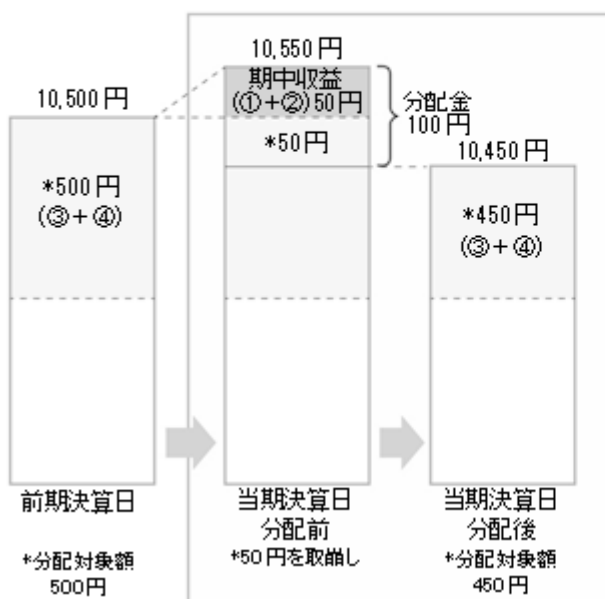 10,500円
*500円
(③+④)
前期決算日
*分配対象額
500円
10,550円
期中収益
(①+②)50円
*50円
分配金
100円
当期決算日
分配前
*50円を取崩し
10,450円
*450円
(③+④)
当期決算日
分配後
*分配対象額
450円